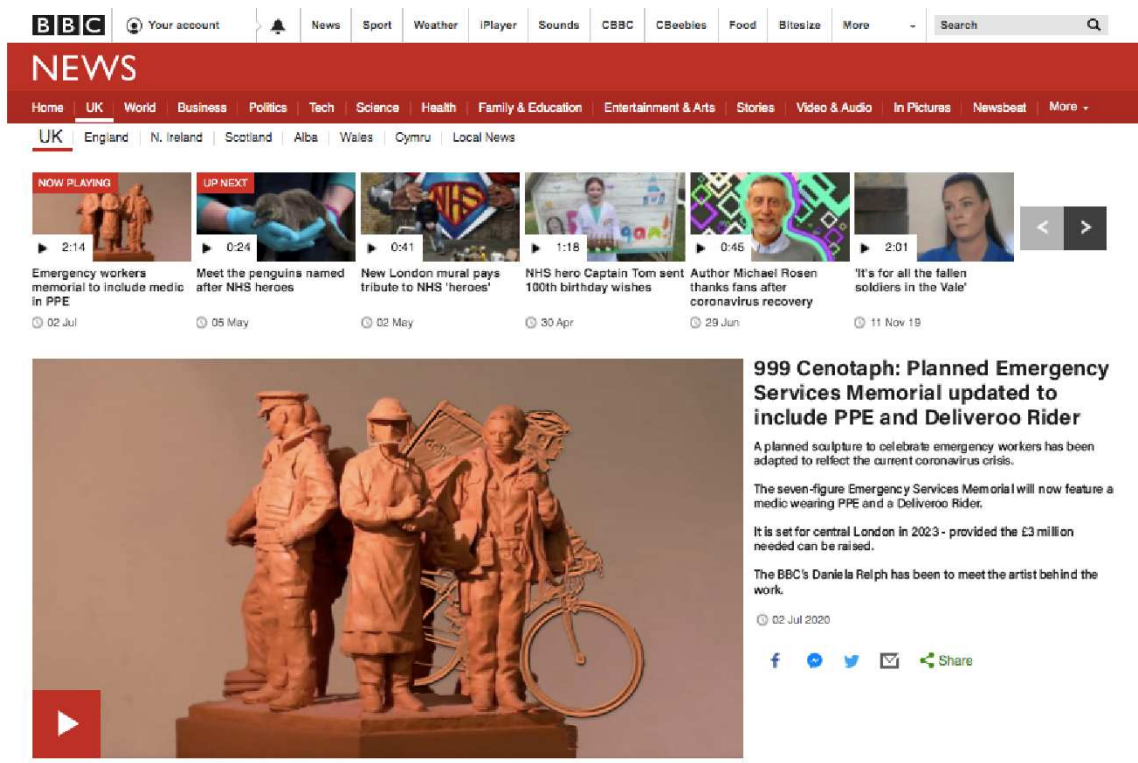 BBC Your account News Sport Weather iPlayer Sounds CBBC CBeebies Food Bitesize More Search
NEWS
Home UK World Business Politics Tech Science Health Family & Education Entertainment & Arts Stories Video & Audio In Pictures Newsbeat More
UK England N. Ireland Scotland Alba Wales Cymru Local News
NOW PLAYING
2:14
Emergency workers
memorial to include medic
in PPE
02 Jul
UP NEXT
0:24
Meet the penguins named
after NHS heroes
05 May
NHS
0:41
New London mural pays
tribute to NHS 'heroes'
02 May
1:18
NHS hero Captain Tom sent
100th birthday wishes
30 Apr
0:45
Author Michael Rosen
thanks fans after
coronavirus recovery
29 Jun
2:01
'It's for all the fallen
soldiers in the Vale'
11 Nov 19
< >
999 Cenotaph: Planned Emergency
Services Memorial updated to
include PPE and Deliveroo Rider
A planned sculpture to celebrate emergency workers has been
adapted to relfect the current coronavirus crisis.
The seven-figure Emergency Services Memorial will now feature a
medic wearing PPE and a Deliveroo Rider.
It is set for central London in 2023 - provided the £3 million
needed can be raised.
The BBC's Daniela Relph has been to meet the artist behind the
work.
02 Jul 2020
Share